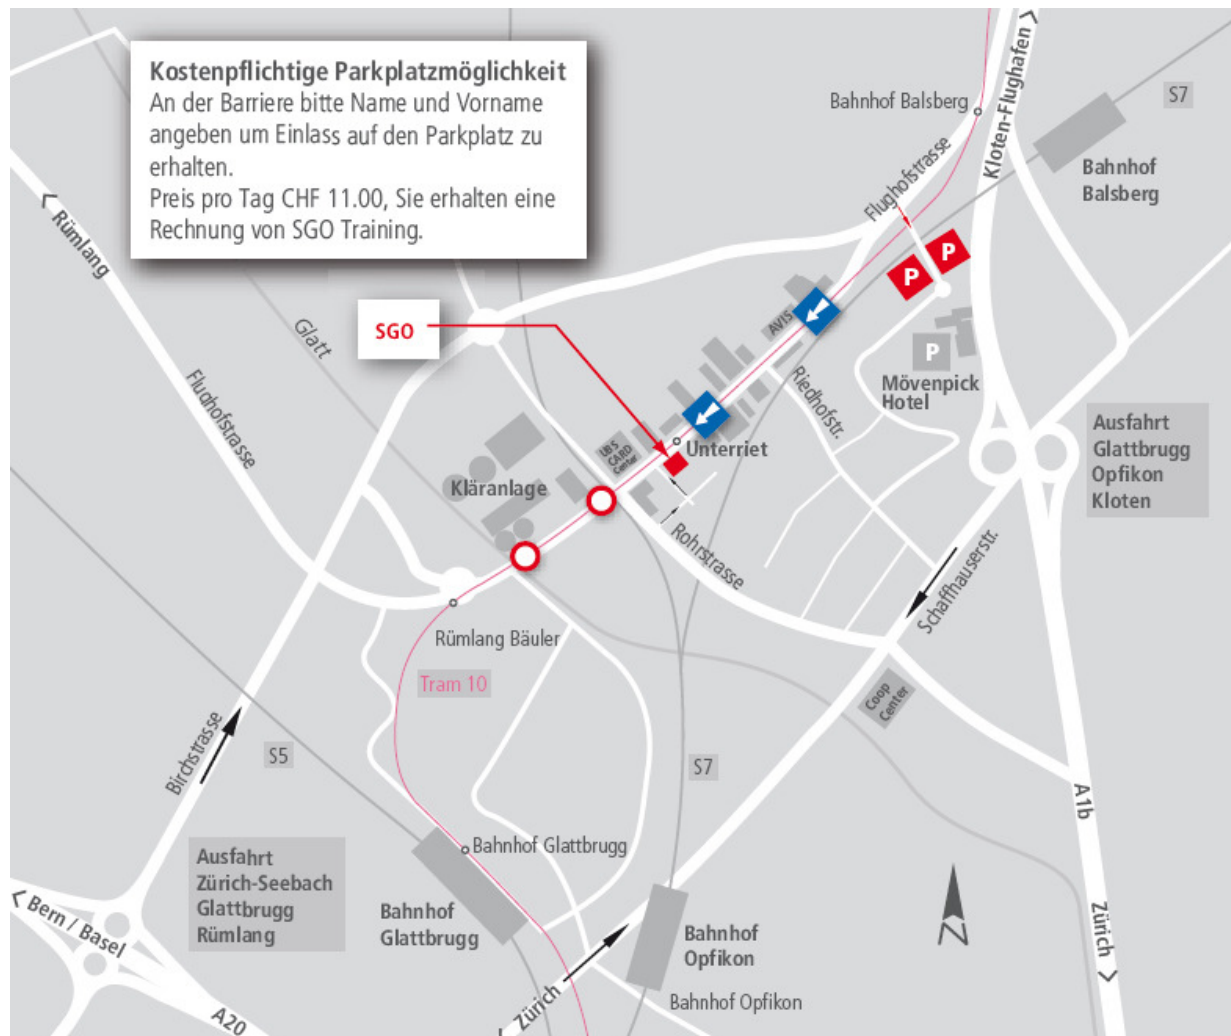 Kostenpflichtige Parkplatzmöglichkeit
An der Barriere bitte Name und Vorname
angeben um Einlass auf den Parkplatz zu
erhalten.
Preis pro Tag CHF 11.00, Sie erhalten eine
Rechnung von SGO Training.
Kloten-Flughafen
Bahnhof Balsberg
S7
Bahnhof
Balsberg
Flughofstrasse
Rümlang
P
P
SGO
Glatt
AVIS
P
Mövenpick
Hotel
Riedhofstr.
Flughofstrasse
Ausfahrt
Glattbrugg
Opfikon
Kloten
UBS
CARD
Center
Unterriet
Kläranlage
Rohrstrasse
Schaffhauserstr.
Rümlang Bäuler
Tram 10
Coop
Center
Birchstrasse
S5
S7
A1b
Bahnhof Glattbrugg
Ausfahrt
Zürich-Seebach
Glattbrugg
Rümlang
Bern / Basel
Bahnhof
Glattbrugg
Bahnhof
Opfikon
N
Zürich
Zürich
Bahnhof Opfikon
A20